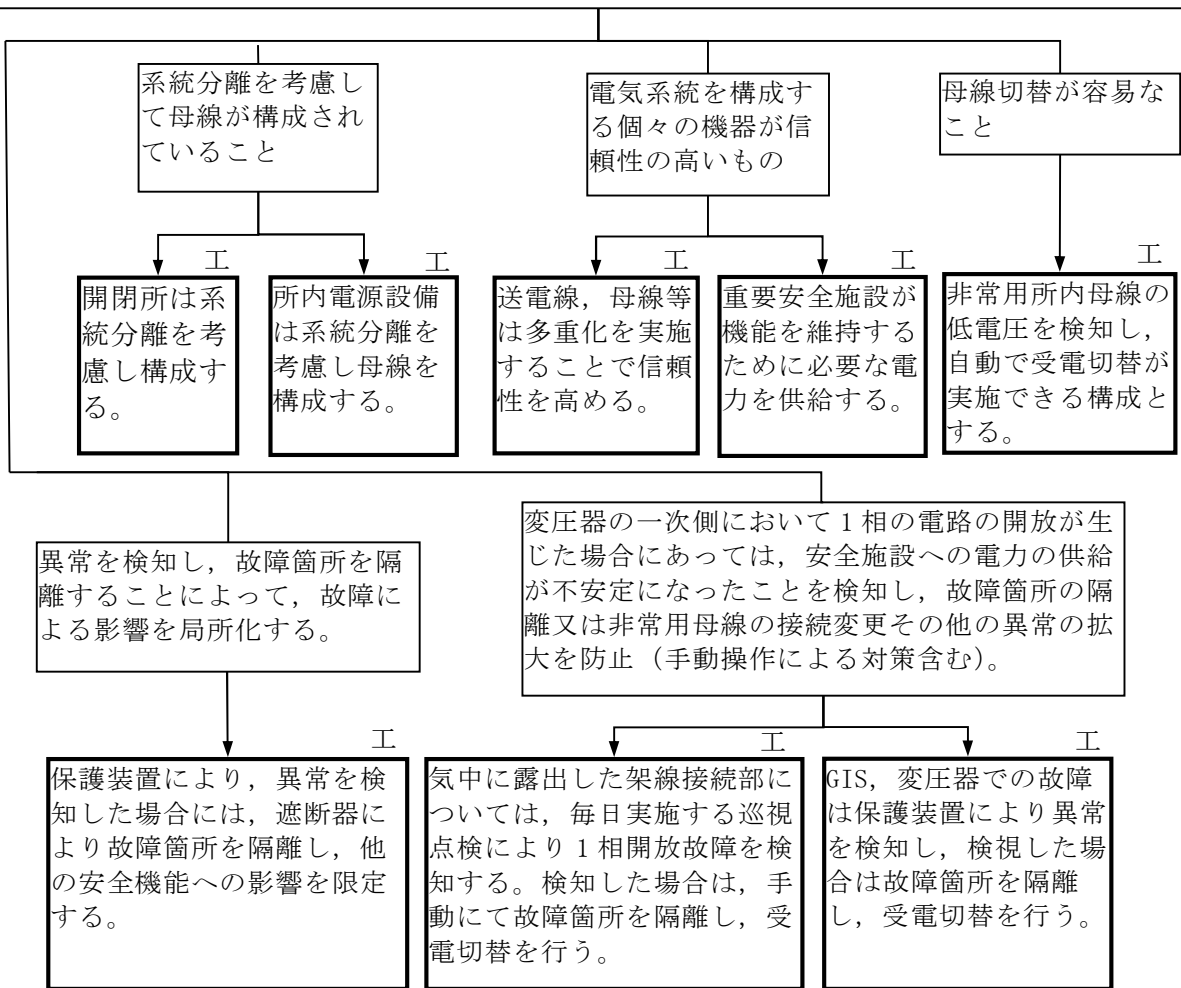 系統分離を考慮し
て母線が構成され
ていること
電気系統を構成す
る個々の機器が信
頼性の高いもの
母線切替が容易な
こと
工
開閉所は系
統分離を考
慮し構成す
る。
工
所内電源設備
は系統分離を
考慮し母線を
構成する。
工
送電線，母線等
は多重化を実施
することで信頼
性を高める。
工
重要安全施設が
機能を維持する
ために必要な電
力を供給する。
工
非常用所内母線の
低電圧を検知し，
自動で受電切替が
実施できる構成と
する。
異常を検知し，故障箇所を隔
離することによって，故障に
よる影響を局所化する。
変圧器の一次側において１相の電路の開放が生
じた場合にあっては，安全施設への電力の供給
が不安定になったことを検知し，故障箇所の隔
離又は非常用母線の接続変更その他の異常の拡
大を防止（手動操作による対策含む）。
工
保護装置により，異常を検
知した場合には，遮断器に
より故障箇所を隔離し，他
の安全機能への影響を限定
する。
工
気中に露出した架線接続部に
ついては，毎日実施する巡視
点検により１相開放故障を検
知する。検知した場合は，手
動にて故障箇所を隔離し，受
電切替を行う。
工
GIS，変圧器での故障
は保護装置により異常
を検知し，検視した場
合は故障箇所を隔離
し，受電切替を行う。